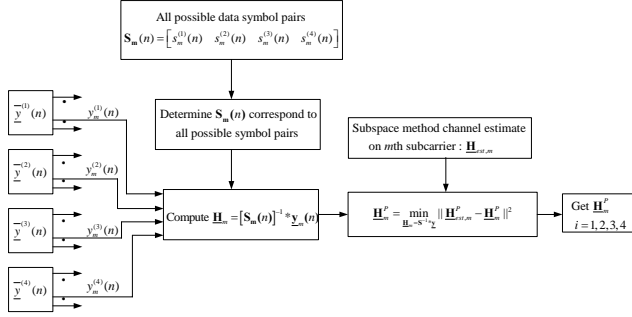 All possible data symbol pairs
S_m(n) = [s_m^(1)(n) s_m^(2)(n) s_m^(3)(n) s_m^(4)(n)]
Determine S_m(n) correspond to
all possible symbol pairs
Subspace method channel estimate
on mth subcarrier : H_est,m
y^(1)(n)
y_m^(1)(n)
y^(2)(n)
y_m^(2)(n)
y^(3)(n)
y_m^(3)(n)
y^(4)(n)
y_m^(4)(n)
Compute H_m = [S_m(n)]^-1 * y_m(n)
H_m^P = min || H_est,m^P − H_m^P ||^2
H_m=S^-1*y
Get H_m^P
i = 1, 2, 3, 4